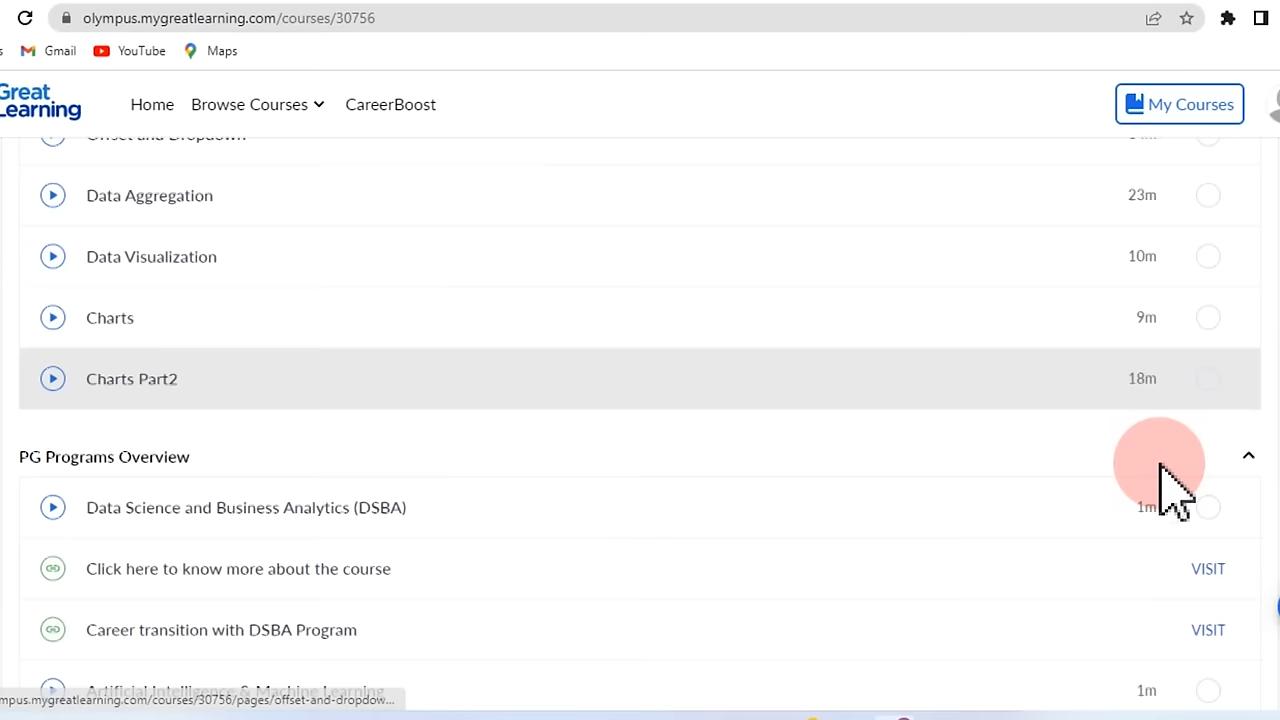 olympus.mygreatlearning.com/courses/30756
s Gmail YouTube Maps
Great
Learning
Home Browse Courses CareerBoost My Courses
Offset and Dropdown
Data Aggregation 23m
Data Visualization 10m
Charts 9m
Charts Part2 18m
PG Programs Overview
Data Science and Business Analytics (DSBA) 1m
Click here to know more about the course VISIT
Career transition with DSBA Program VISIT
Artificial Intelligence & Machine Learning 1m
mpus.mygreatlearning.com/courses/30756/pages/offset-and-dropdow...